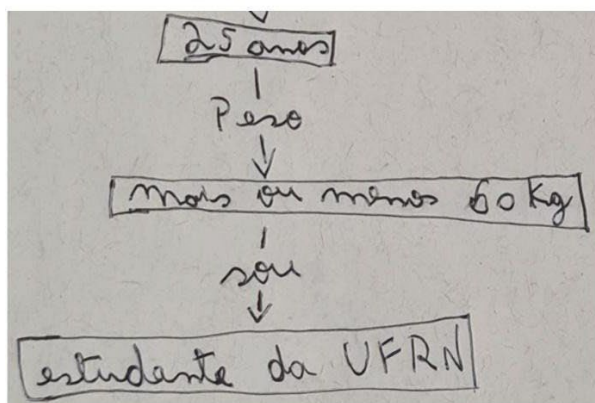 25 anos
Peso
mais ou menos 60 Kg
sou
estudante da UFRN